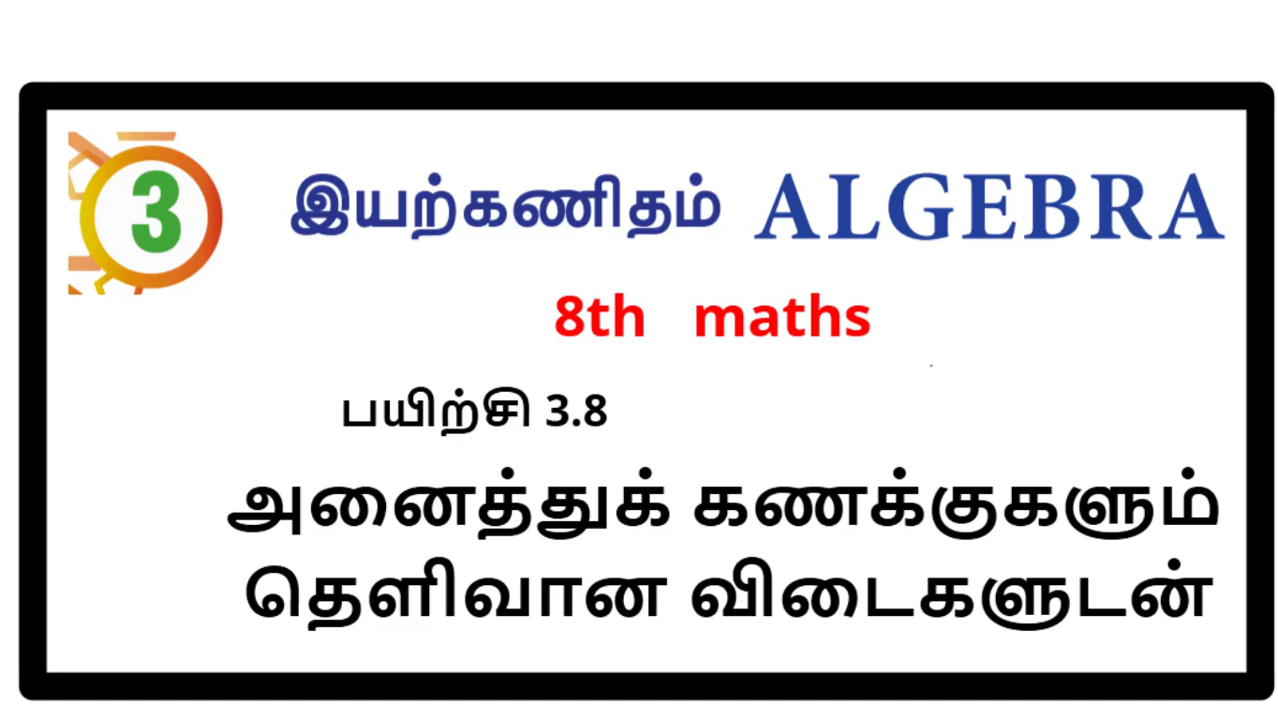 3 இயற்கணிதம் ALGEBRA
8th maths
பயிற்சி 3.8
அனைத்துக் கணக்குகளும்
தெளிவான விடைகளுடன்